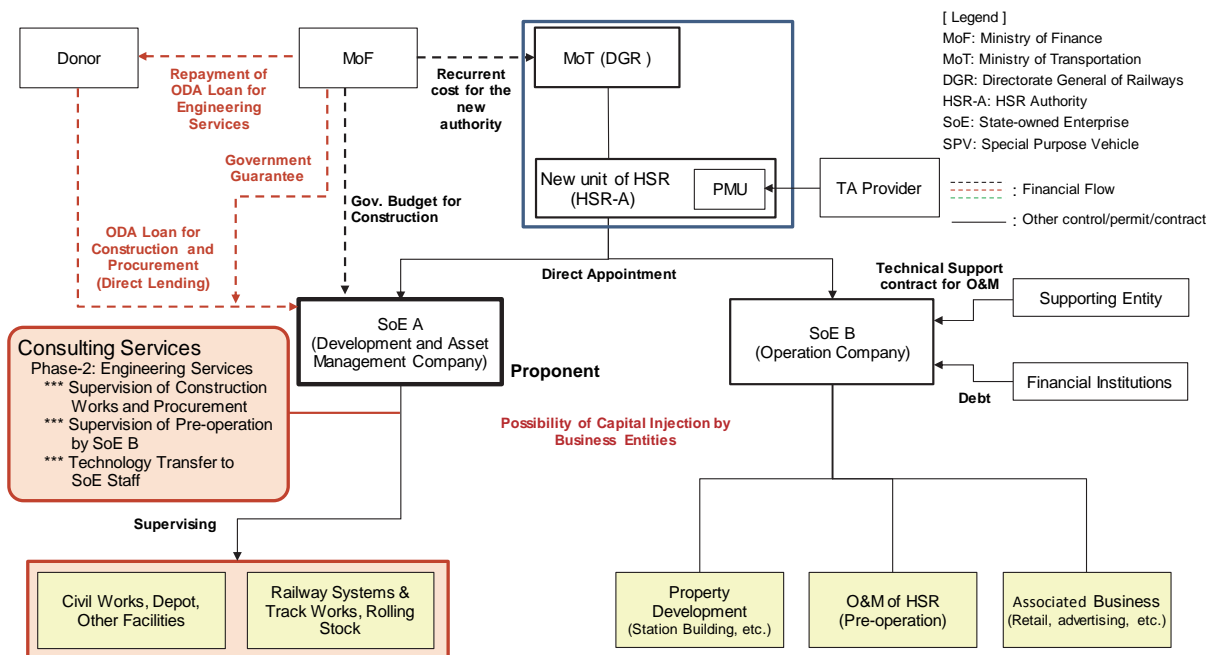 Donor
MoF
MoT (DGR )
[ Legend ]
MoF: Ministry of Finance
MoT: Ministry of Transportation
DGR: Directorate General of Railways
HSR-A: HSR Authority
SoE: State-owned Enterprise
SPV: Special Purpose Vehicle
: Financial Flow
: Other control/permit/contract
Repayment of
ODA Loan for
Engineering
Services
Recurrent
cost for the
new
authority
Government
Guarantee
Gov. Budget for
Construction
New unit of HSR
(HSR-A)
PMU
TA Provider
ODA Loan for
Construction and
Procurement
(Direct Lending)
Direct Appointment
Technical Support
contract for O&M
Supporting Entity
SoE A
(Development and Asset
Management Company)
Proponent
SoE B
(Operation Company)
Financial Institutions
Debt
Consulting Services
Phase-2: Engineering Services
*** Supervision of Construction
Works and Procurement
*** Supervision of Pre-operation
by SoE B
*** Technology Transfer to
SoE Staff
Possibility of Capital Injection by
Business Entities
Supervising
Civil Works, Depot,
Other Facilities
Railway Systems &
Track Works, Rolling
Stock
Property
Development
(Station Building, etc.)
O&M of HSR
(Pre-operation)
Associated Business
(Retail, advertising, etc.)